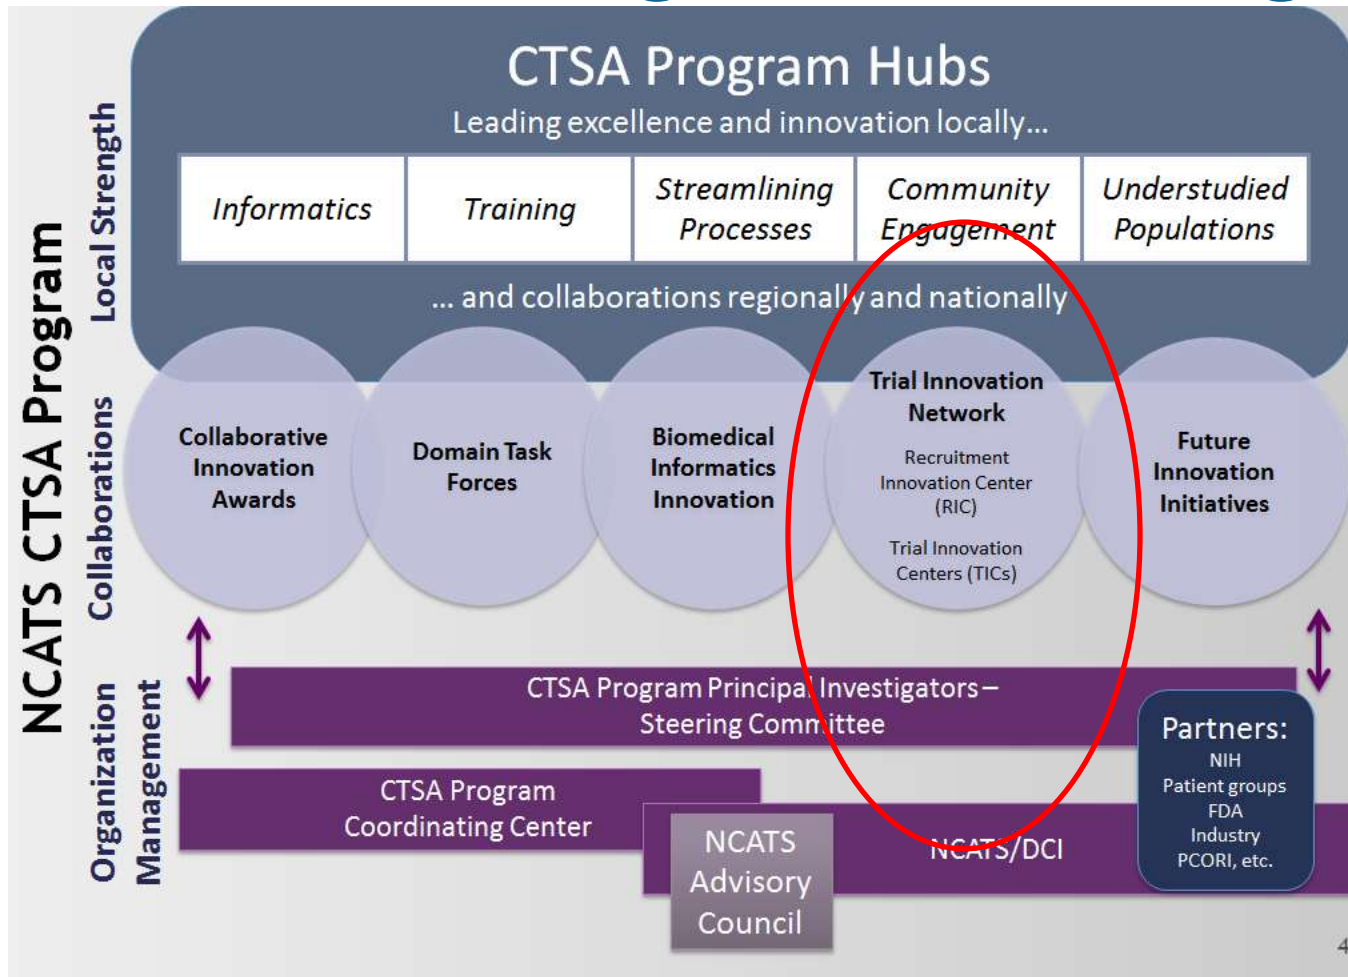 NCATS CTSA Program
Local Strength
Collaborations
Organization
Management
CTSA Program Hubs
Leading excellence and innovation locally...
Informatics
Training
Streamlining
Processes
Community
Engagement
Understudied
Populations
... and collaborations regionally and nationally
Collaborative
Innovation
Awards
Domain Task
Forces
Biomedical
Informatics
Innovation
Trial Innovation
Network
Recruitment
Innovation Center
(RIC)
Trial Innovation
Centers (TICs)
Future
Innovation
Initiatives
CTSA Program Principal Investigators –
Steering Committee
CTSA Program
Coordinating Center
NCATS
Advisory
Council
NCATS/DCI
Partners:
NIH
Patient groups
FDA
Industry
PCORI, etc.
4